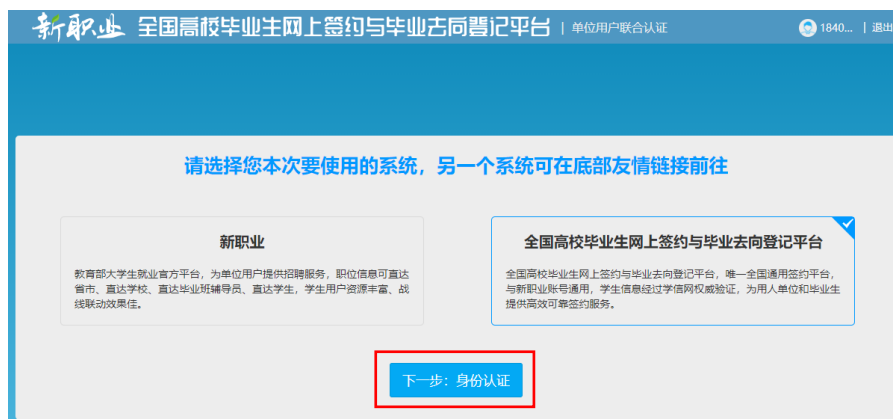 新职业 全国高校毕业生网上签约与毕业去向登记平台 | 单位用户联合认证 1840... | 退出
请选择您本次要使用的系统，另一个系统可在底部友情链接前往
新职业
教育部大学生就业官方平台，为单位用户提供招聘服务，职位信息可直达
省市、直达学校、直达毕业班辅导员、直达学生，学生用户资源丰富、战
线联动效果佳。
全国高校毕业生网上签约与毕业去向登记平台
全国高校毕业生网上签约与毕业去向登记平台，唯一全国通用签约平台，
与新职业账号通用，学生信息经过学信网权威验证，为用人单位和毕业生
提供高效可靠签约服务。
下一步：身份认证